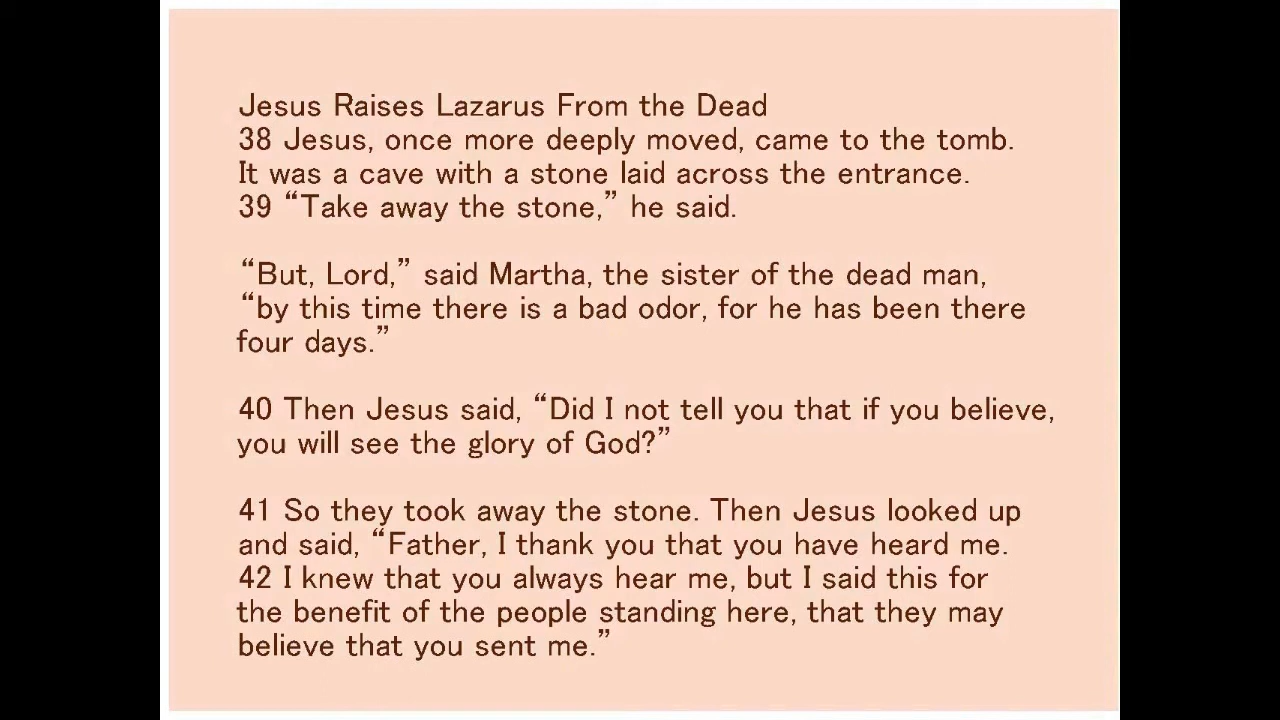 Jesus Raises Lazarus From the Dead
38 Jesus, once more deeply moved, came to the tomb.
It was a cave with a stone laid across the entrance.
39 “Take away the stone,” he said.
“But, Lord,” said Martha, the sister of the dead man,
“by this time there is a bad odor, for he has been there
four days.”
40 Then Jesus said, “Did I not tell you that if you believe,
you will see the glory of God?”
41 So they took away the stone. Then Jesus looked up
and said, “Father, I thank you that you have heard me.
42 I knew that you always hear me, but I said this for
the benefit of the people standing here, that they may
believe that you sent me.”